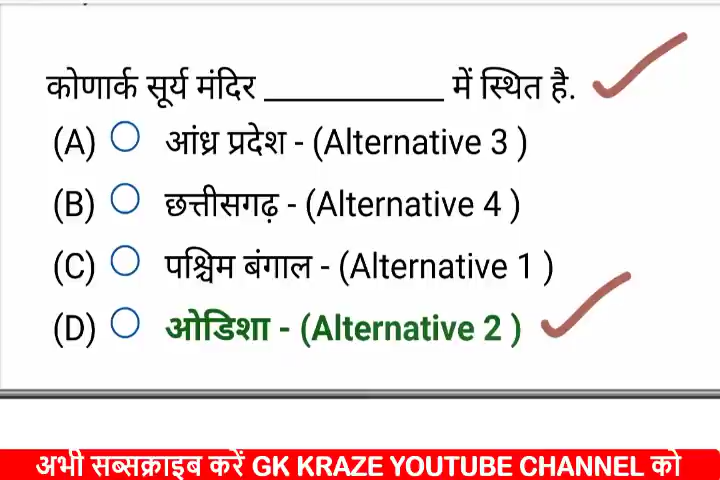 कोणार्क सूर्य मंदिर ___________ में स्थित है.
(A) आंध्र प्रदेश - (Alternative 3 )
(B) छत्तीसगढ़ - (Alternative 4 )
(C) पश्चिम बंगाल - (Alternative 1 )
(D) ओडिशा - (Alternative 2 )
अभी सब्सक्राइब करें GK KRAZE YOUTUBE CHANNEL को